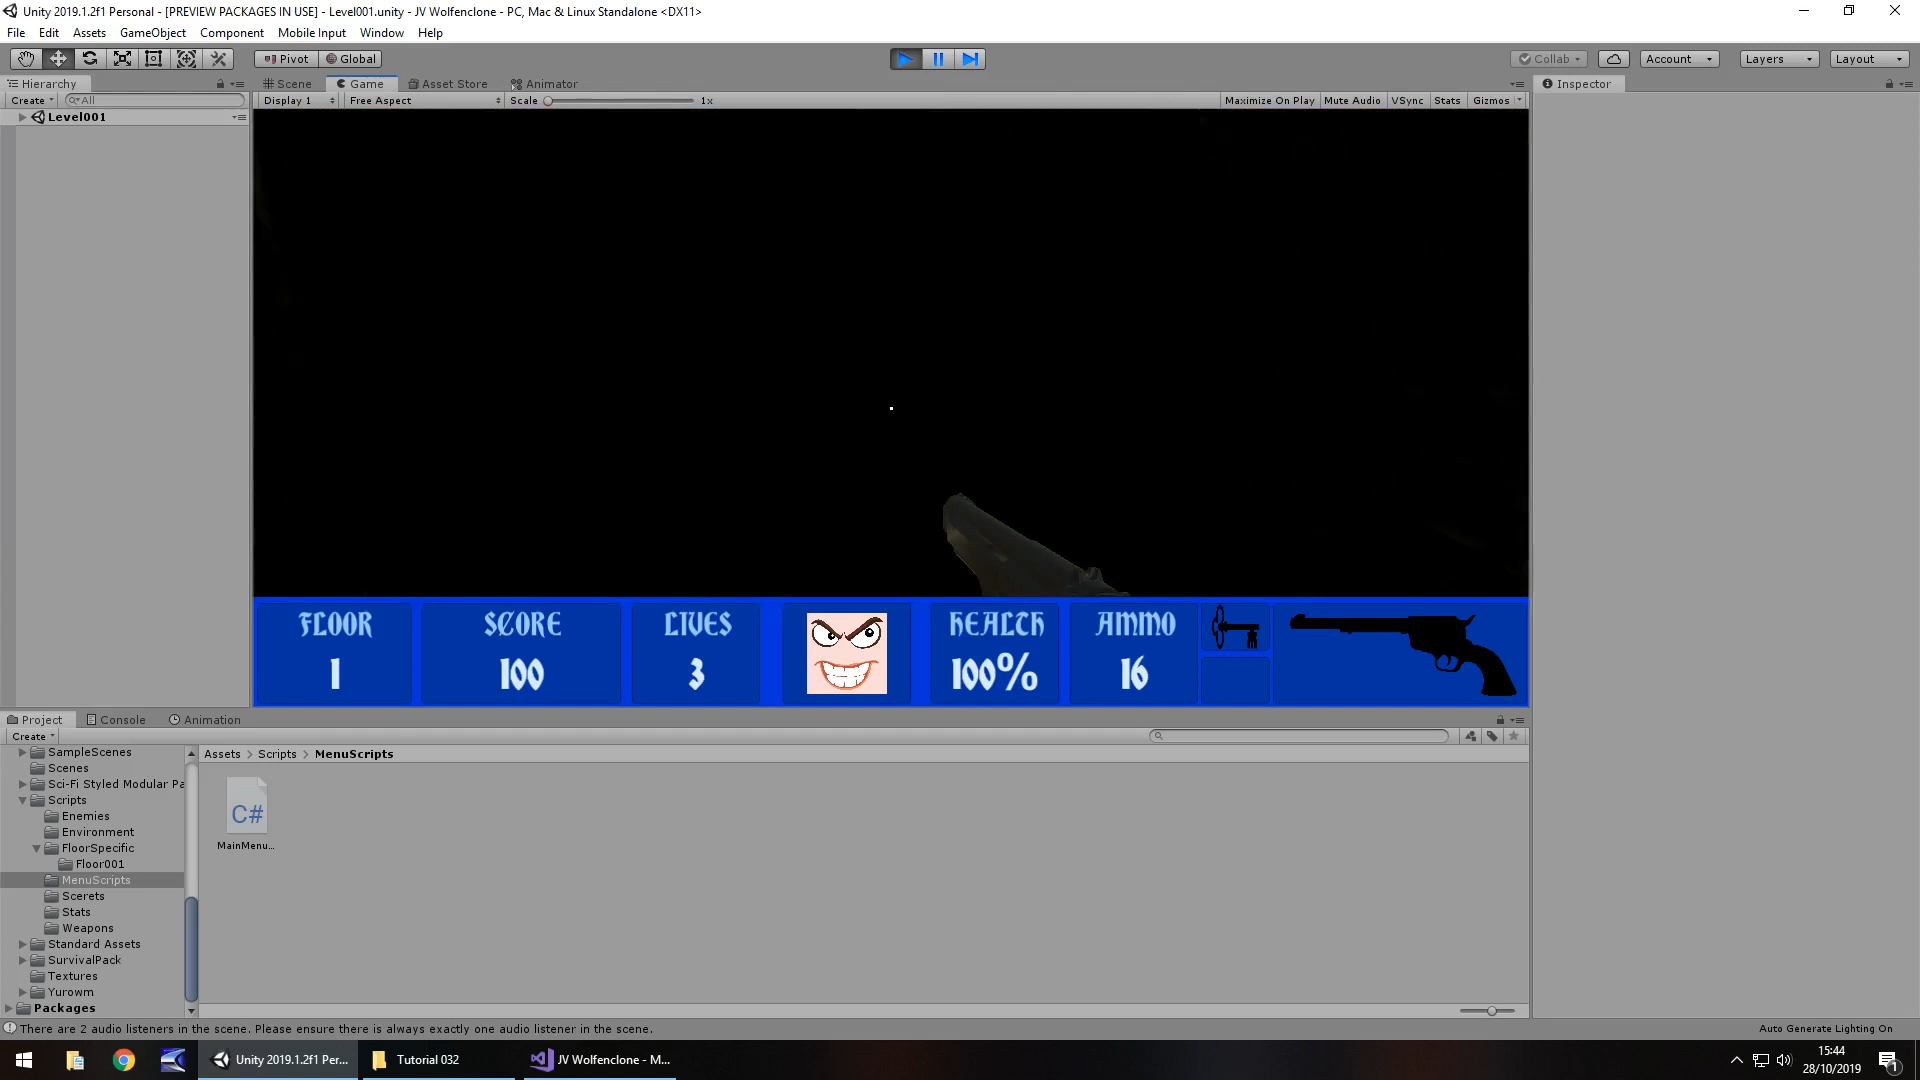 Unity 2019.1.2f1 Personal - [PREVIEW PACKAGES IN USE] - Level001.unity - JV Wolfenclone - PC, Mac & Linux Standalone <DX11>
File Edit Assets GameObject Component Mobile Input Window Help
Pivot Global Collab Account Layers Layout
Hierarchy Scene Game Asset Store Animator Inspector
Create All Display 1 Free Aspect Scale 1x Maximize On Play Mute Audio VSync Stats Gizmos
Level001
FLOOR SCORE LIVES HEALTH AMMO
1 100 3 100% 16
Project Console Animation
Create
Assets > Scripts > MenuScripts
SampleScenes
Scenes
Sci-Fi Styled Modular Pa
Scripts
Enemies
Environment
FloorSpecific
Floor001
MenuScripts
Scerets
Stats
Weapons
Standard Assets
SurvivalPack
Textures
Yurowm
Packages
C#
MainMenu...
There are 2 audio listeners in the scene. Please ensure there is always exactly one audio listener in the scene.
Auto Generate Lighting On
Unity 2019.1.2f1 Per... Tutorial 032 JV Wolfenclone - M...
15:44
28/10/2019
1